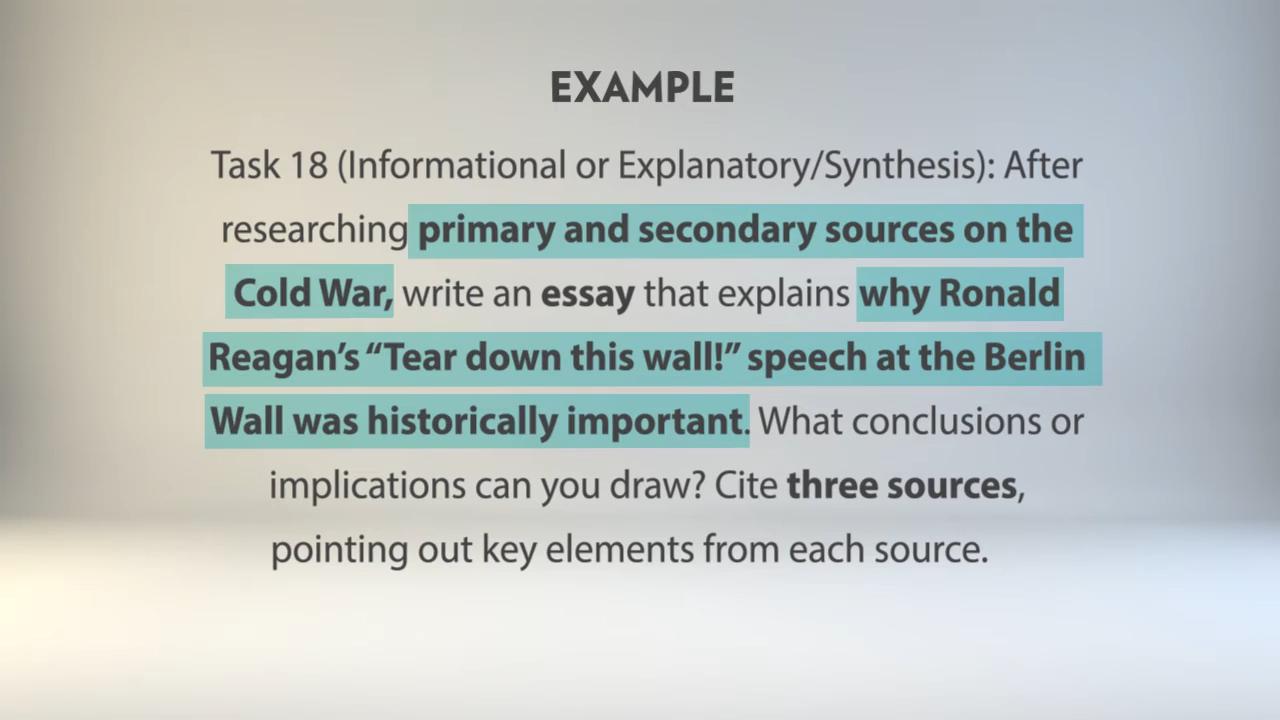 EXAMPLE
Task 18 (Informational or Explanatory/Synthesis): After
researching primary and secondary sources on the
Cold War, write an essay that explains why Ronald
Reagan’s “Tear down this wall!” speech at the Berlin
Wall was historically important. What conclusions or
implications can you draw? Cite three sources,
pointing out key elements from each source.